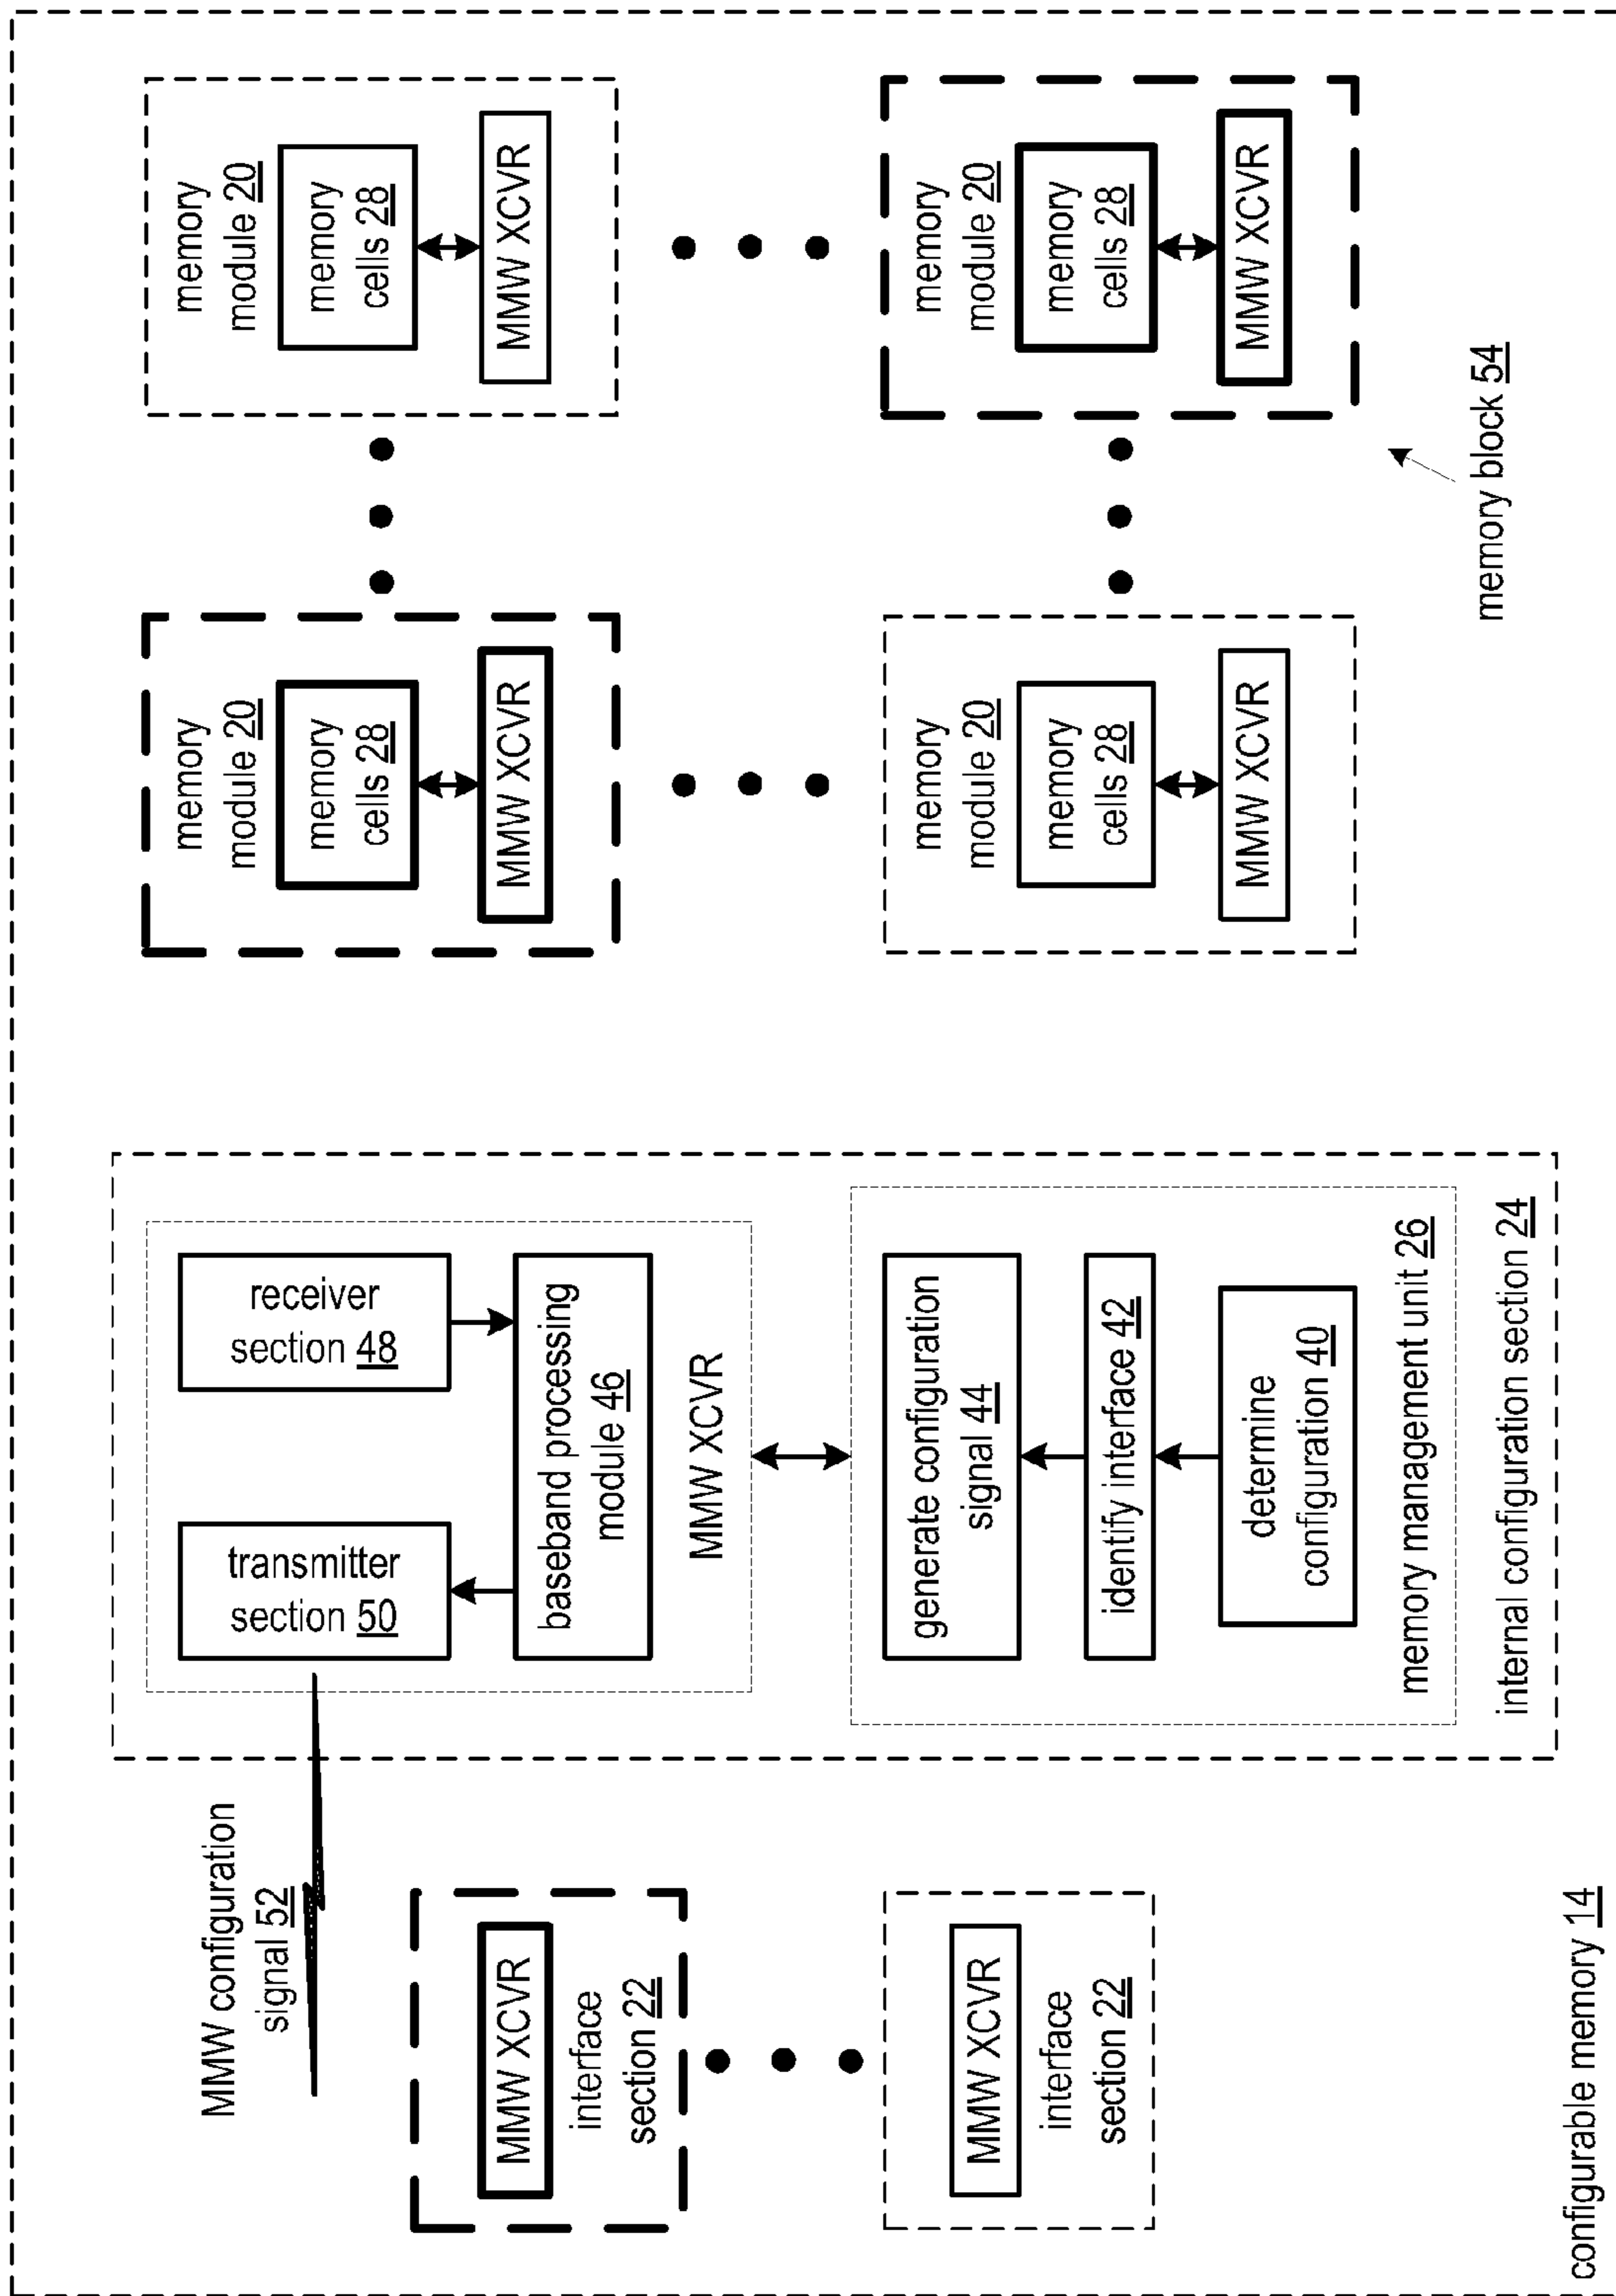 MMW configuration
signal 52
MMW XCVR
interface
section 22
MMW XCVR
interface
section 22
configurable memory 14
transmitter
section 50
receiver
section 48
baseband processing
module 46
MMW XCVR
generate configuration
signal 44
identify interface 42
determine
configuration 40
memory management unit 26
internal configuration section 24
memory
module 20
memory
cells 28
MMW XCVR
memory
module 20
memory
cells 28
MMW XCVR
memory
module 20
memory
cells 28
MMW XCVR
memory
module 20
memory
cells 28
MMW XCVR
memory block 54